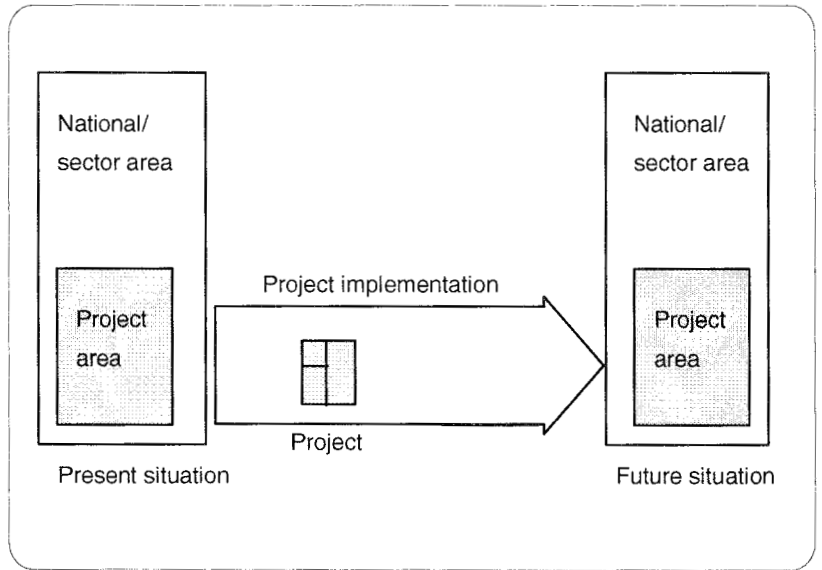 National/
sector area
Project
area
Present situation
Project implementation
Project
National/
sector area
Project
area
Future situation